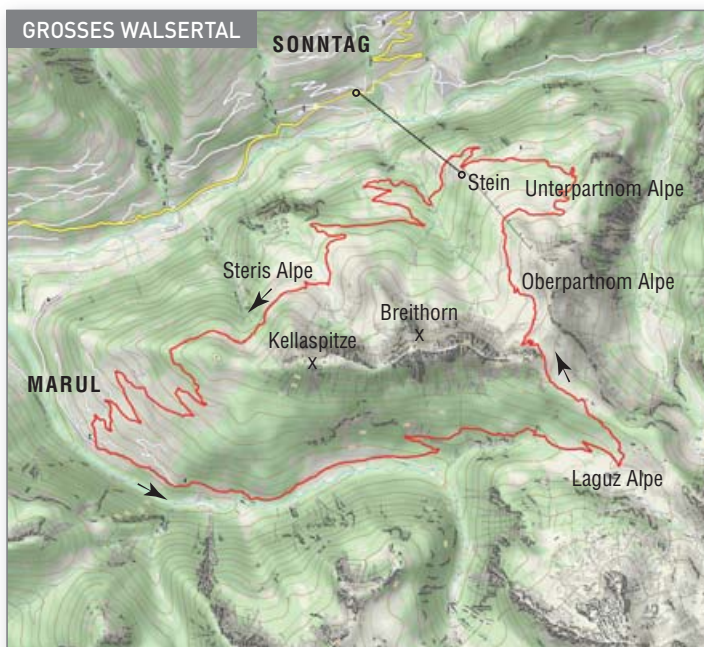 GROSSES WALSERTAL
SONNTAG
Stein
Unterpartnom Alpe
Steris Alpe
Oberpartnom Alpe
Breithorn
Kellaspitze
MARUL
Laguz Alpe